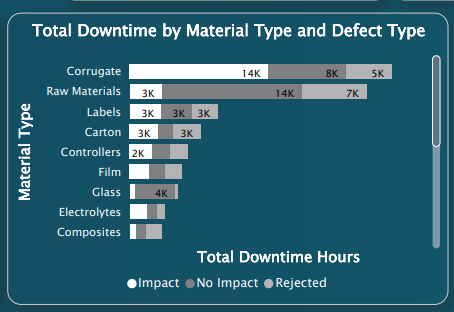 Total Downtime by Material Type and Defect Type
Material Type
Corrugate 14K 8K 5K
Raw Materials 3K 14K 7K
Labels 3K 3K 3K
Carton 3K 3K
Controllers 2K
Film
Glass 4K
Electrolytes
Composites
Total Downtime Hours
Impact No Impact Rejected